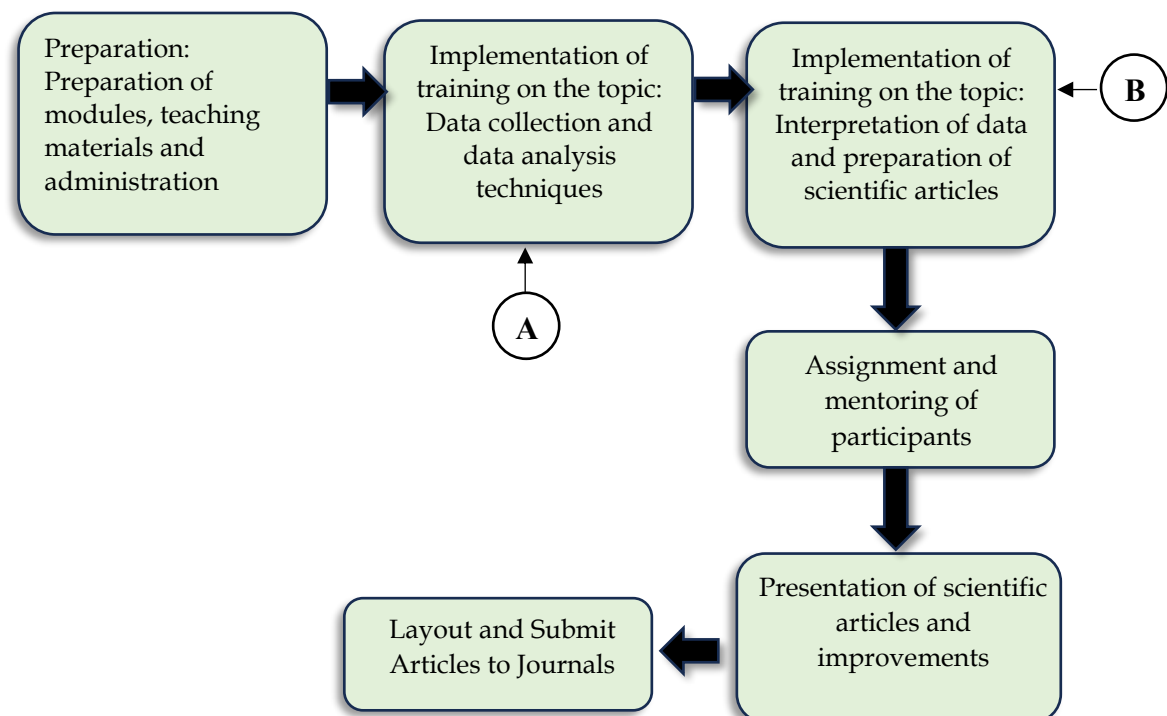 Preparation:
Preparation of
modules, teaching
materials and
administration
Implementation of
training on the topic:
Data collection and
data analysis
techniques
Implementation of
training on the topic:
Interpretation of data
and preparation of
scientific articles
B
A
Assignment and
mentoring of
participants
Presentation of scientific
articles and
improvements
Layout and Submit
Articles to Journals